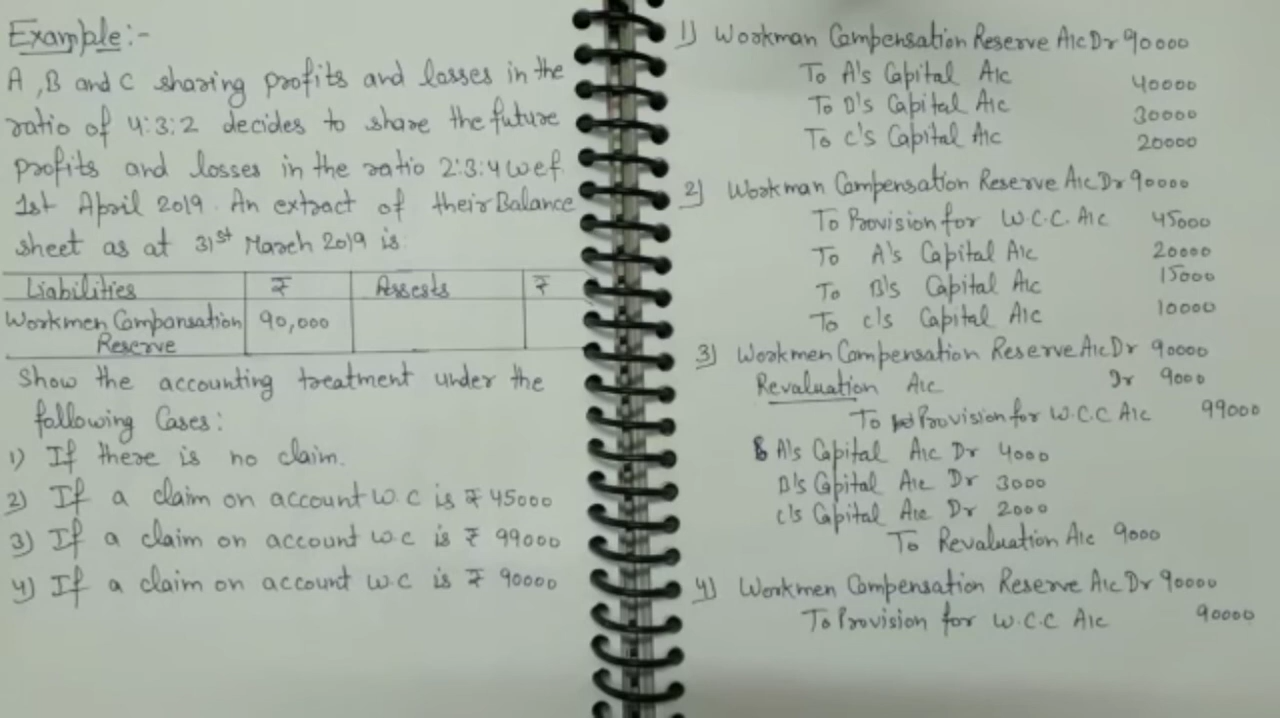 Example:-
A, B and C sharing profits and losses in the
ratio of 4:3:2 decides to share the future
profits and losses in the ratio 2:3:4 wef
1st April 2019. An extract of their Balance
sheet as at 31st March 2019 is:
Liabilities ₹ Assests ₹
Workmen Compansation 90,000
Reserve
Show the accounting treatment under the
following Cases:
1) If there is no claim.
2) If a claim on account w.c is ₹ 45000
3) If a claim on account w.c is ₹ 99000
4) If a claim on account w.c is ₹ 90000
1) Workman Compensation Reserve A/c Dr 90000
To A's Capital A/c 40000
To B's Capital A/c 30000
To C's Capital A/c 20000
2) Workman Compensation Reserve A/c Dr 90000
To Provision for W.C.C. A/c 45000
To A's Capital A/c 20000
To B's Capital A/c 15000
To C's Capital A/c 10000
3) Workmen Compensation Reserve A/c Dr 90000
Revaluation A/c Dr 9000
To Provision for W.C.C A/c 99000
A's Capital A/c Dr 4000
B's Capital A/c Dr 3000
C's Capital A/c Dr 2000
To Revaluation A/c 9000
4) Workmen Compensation Reserve A/c Dr 90000
To Provision for W.C.C A/c 90000